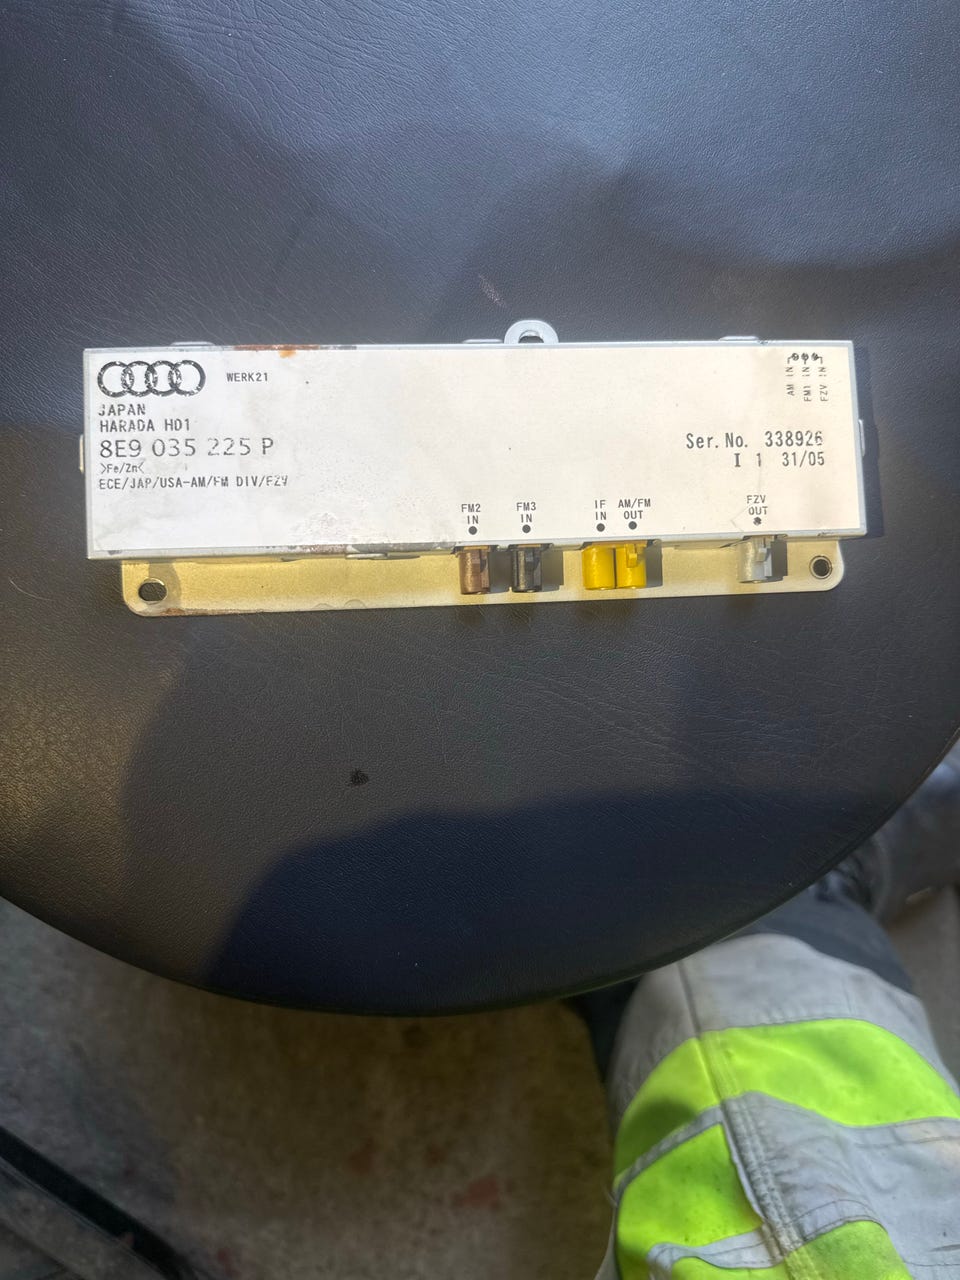 WERK21
JAPAN
HARADA HD1
8E9 035 225 P
>Fe/Zn<
ECE/JAP/USA-AM/FM DIV/FZV
AM IN
FM1 IN
FZV IN
Ser. No. 338926
I 1 31/05
FM2
IN
FM3
IN
IF
IN
AM/FM
OUT
FZV
OUT